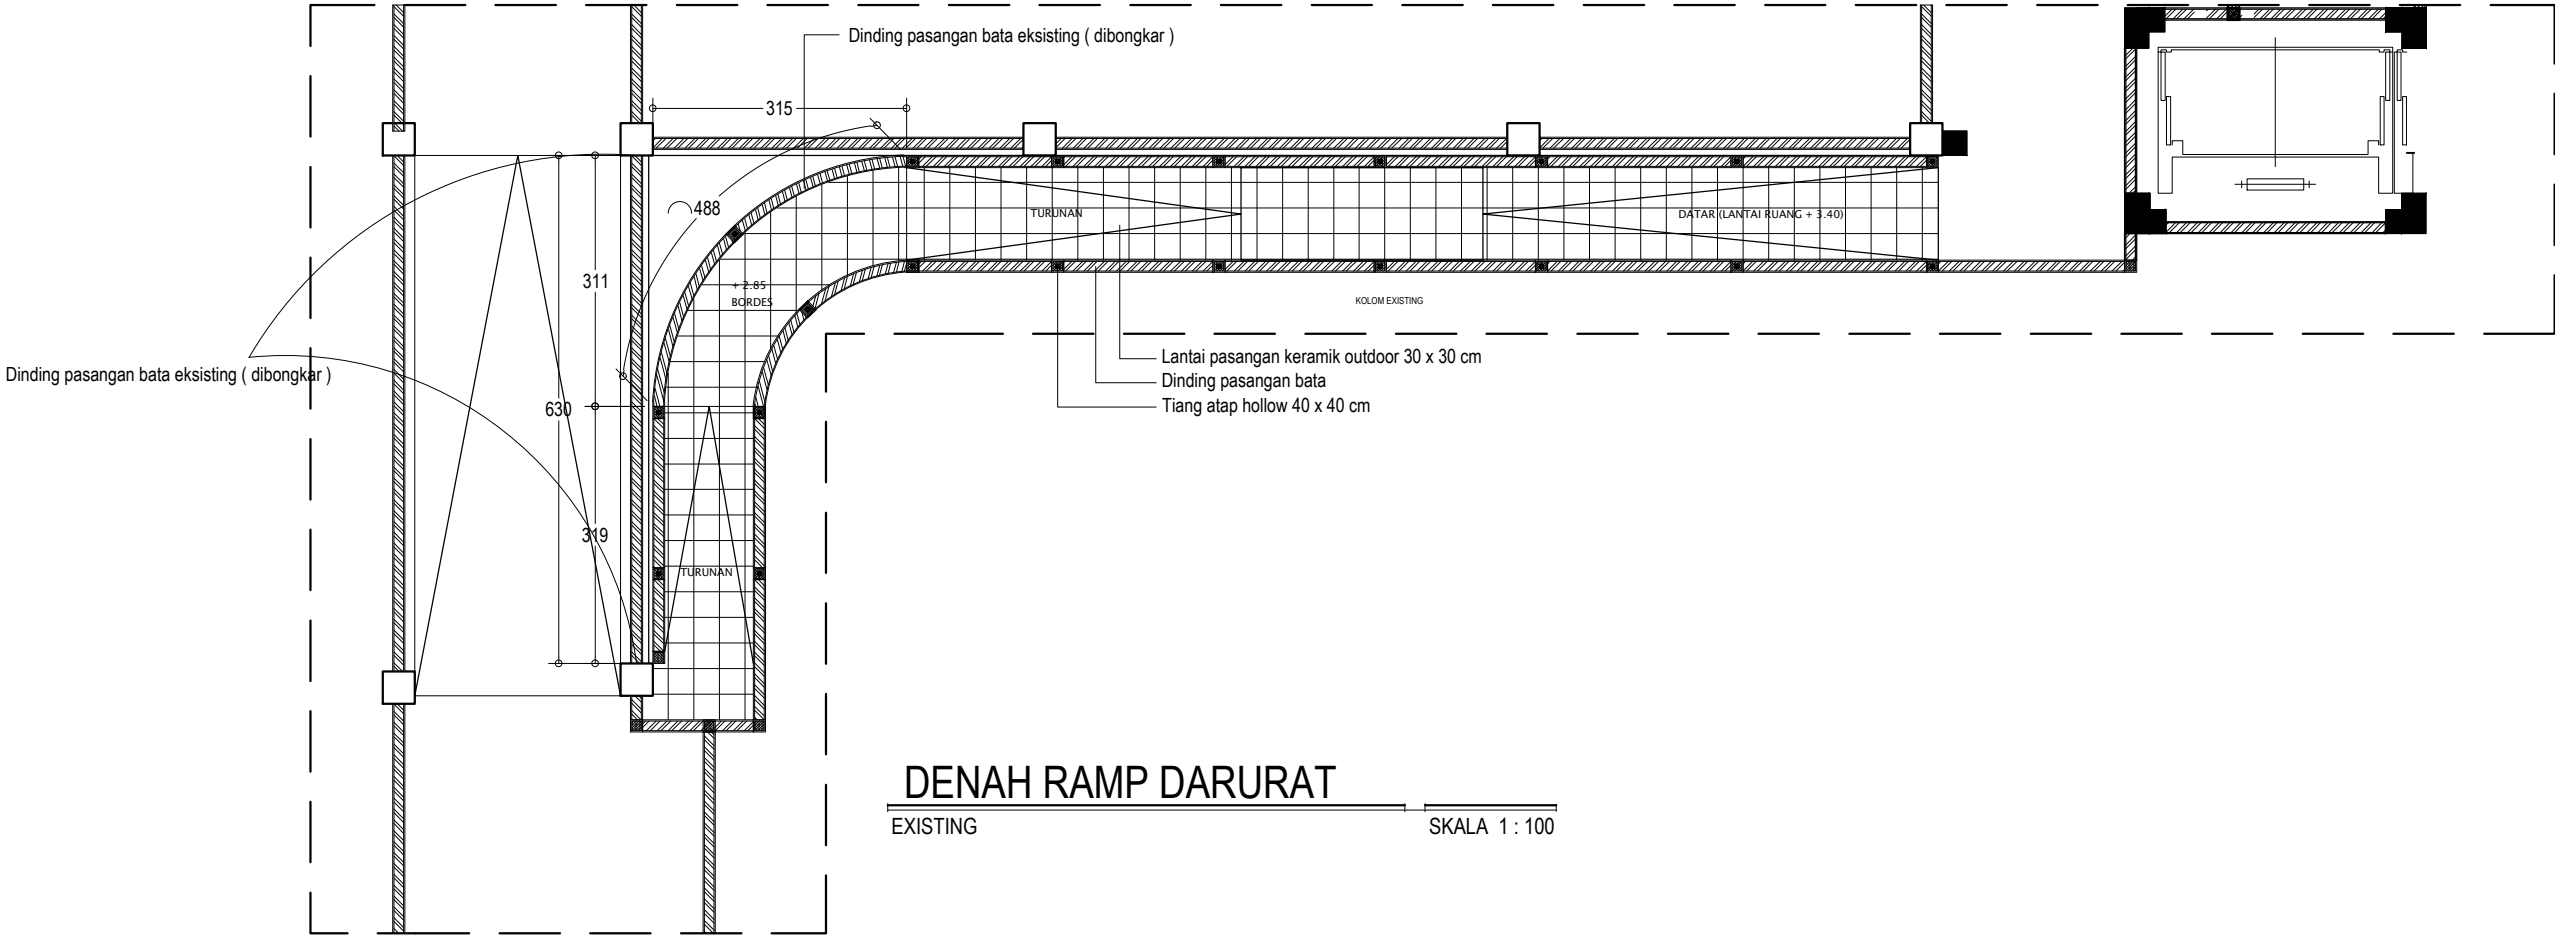 Dinding pasangan bata eksisting ( dibongkar )
315
488
TURUNAN
DATAR (LANTAI RUANG + 3.40)
311
+ 2.85
BORDES
KOLOM EXISTING
Lantai pasangan keramik outdoor 30 x 30 cm
Dinding pasangan bata eksisting ( dibongkar )
Dinding pasangan bata
630
Tiang atap hollow 40 x 40 cm
319
TURUNAN
DENAH RAMP DARURAT
EXISTING
SKALA 1 : 100